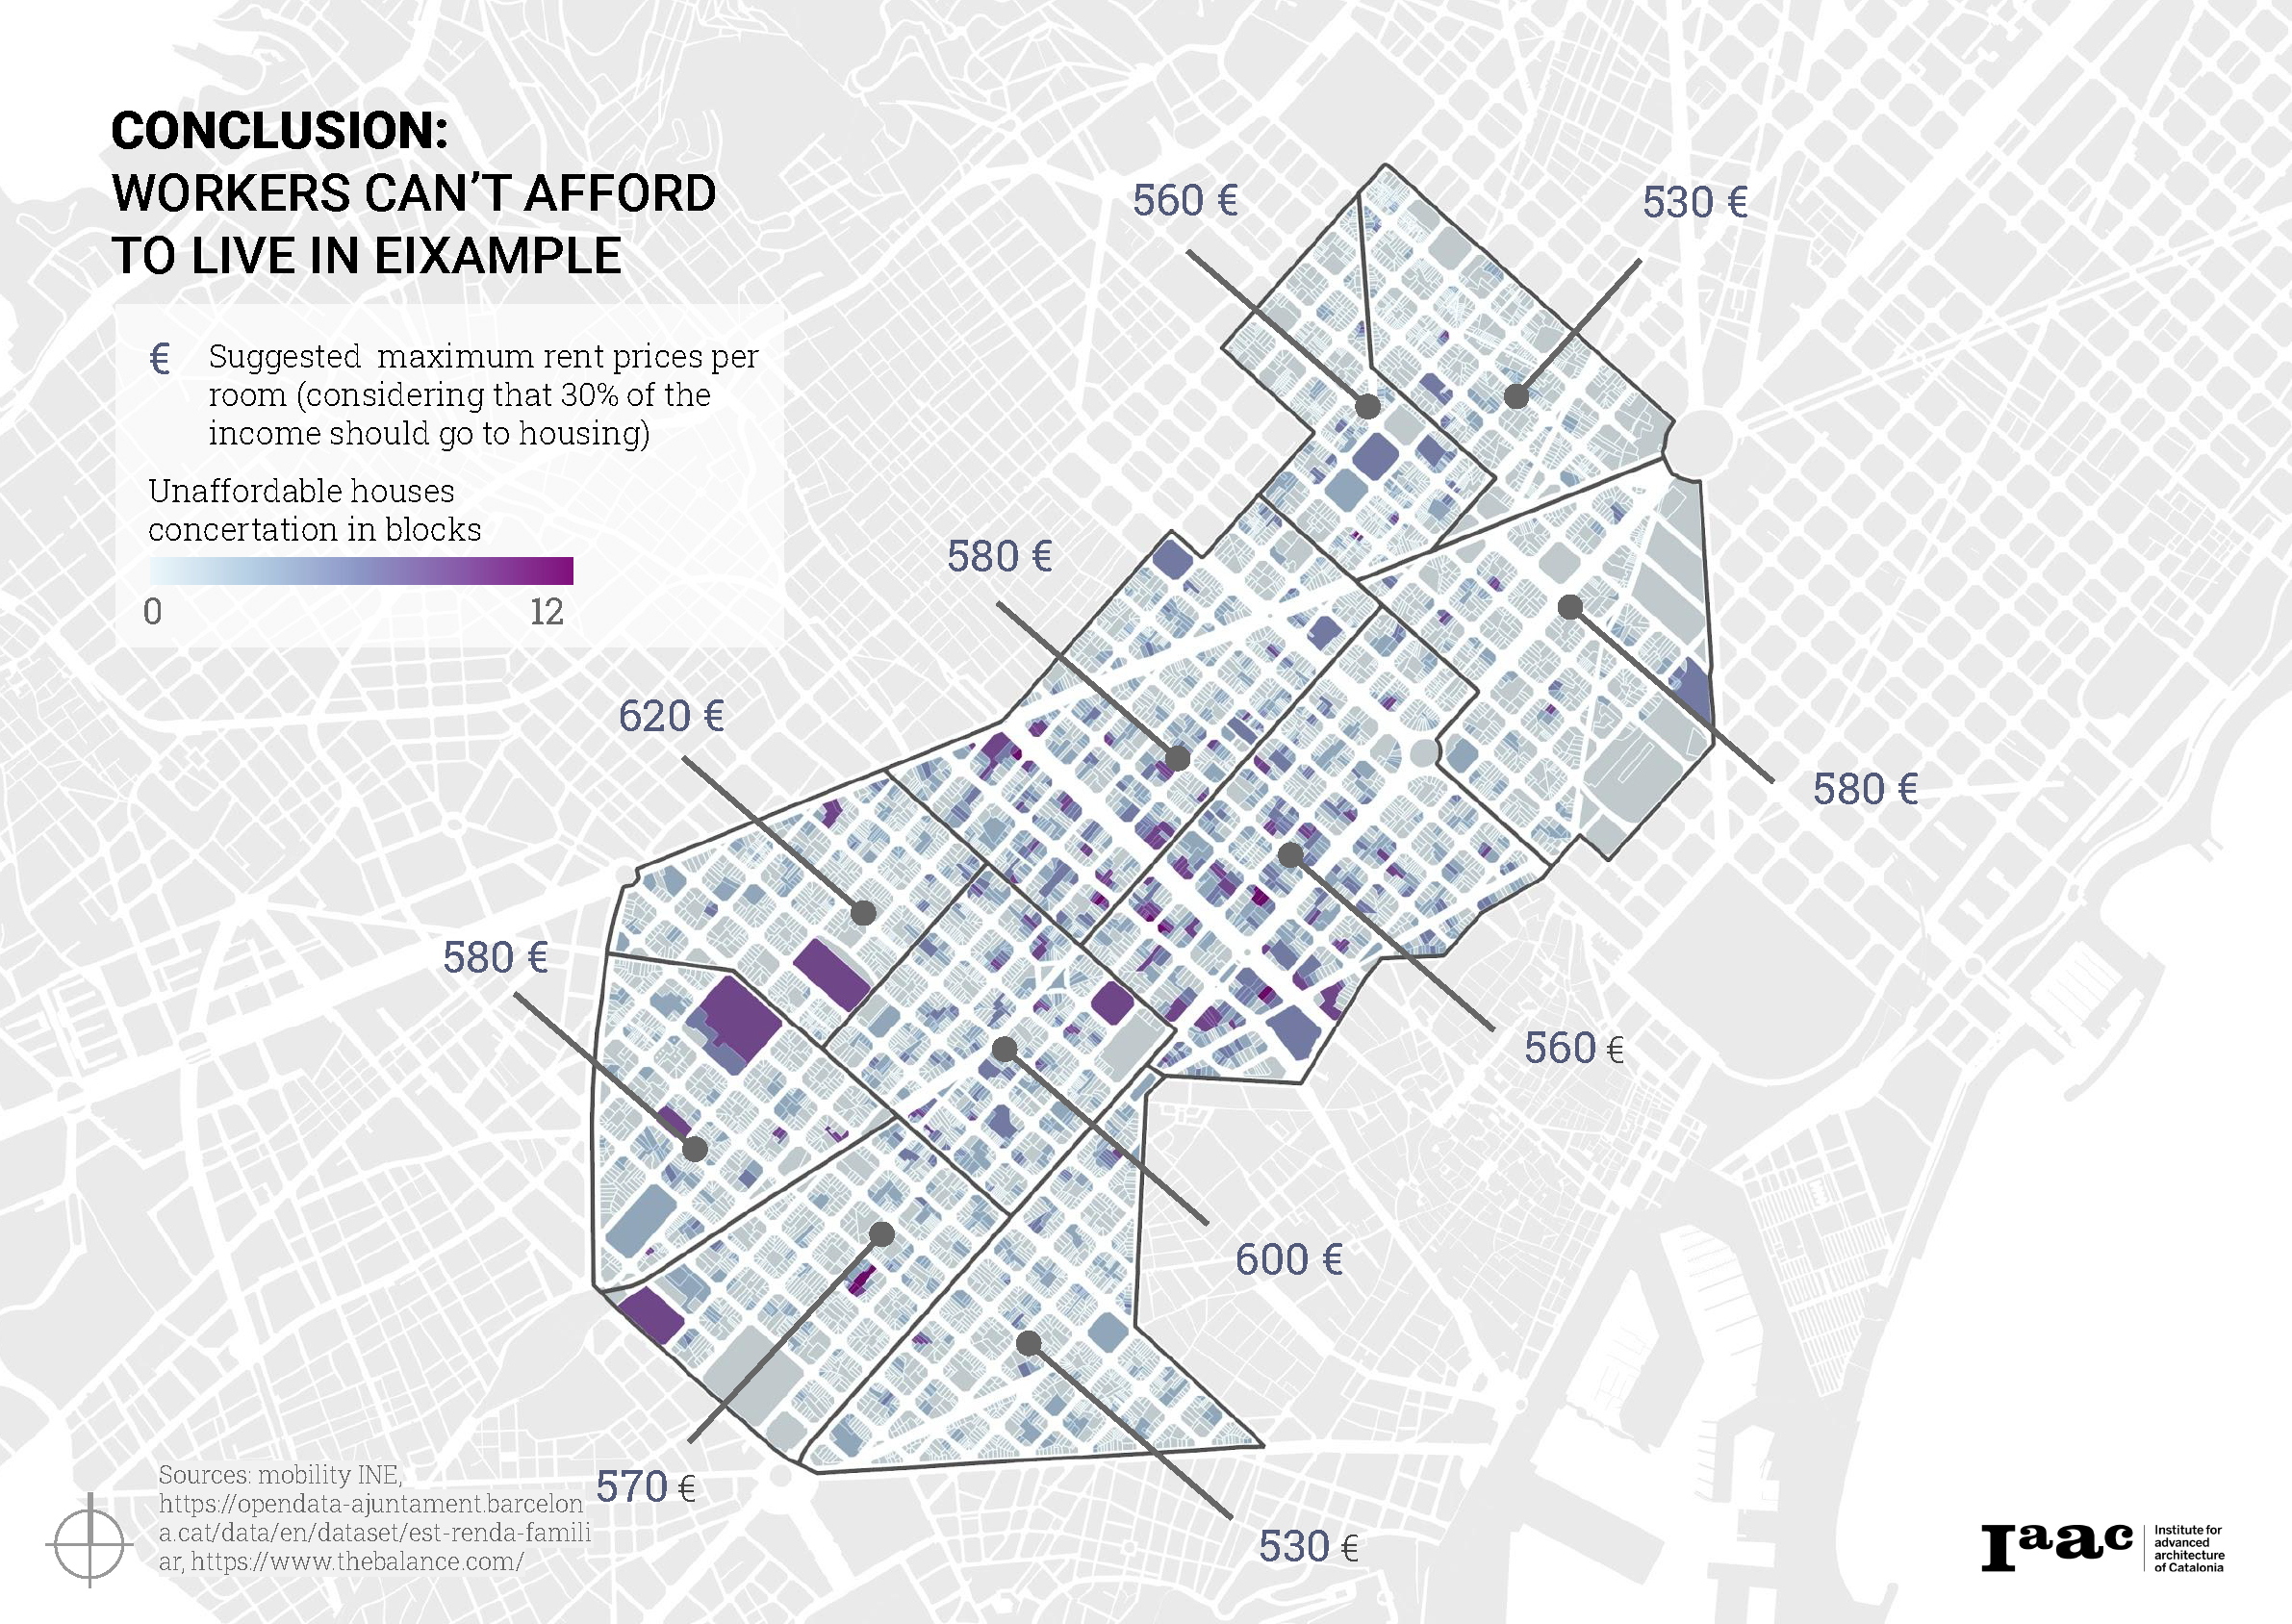 CONCLUSION:
WORKERS CAN'T AFFORD
TO LIVE IN EIXAMPLE
€ Suggested maximum rent prices per
room (considering that 30% of the
income should go to housing)
Unaffordable houses
concertation in blocks
0 12
560 €
530 €
580 €
620 €
580 €
580 €
560 €
600 €
570 €
530 €
Sources: mobility INE,
https://opendata-ajuntament.barcelon
a.cat/data/en/dataset/est-renda-famili
ar, https://www.thebalance.com/
Iaac
Institute for
advanced
architecture
of Catalonia